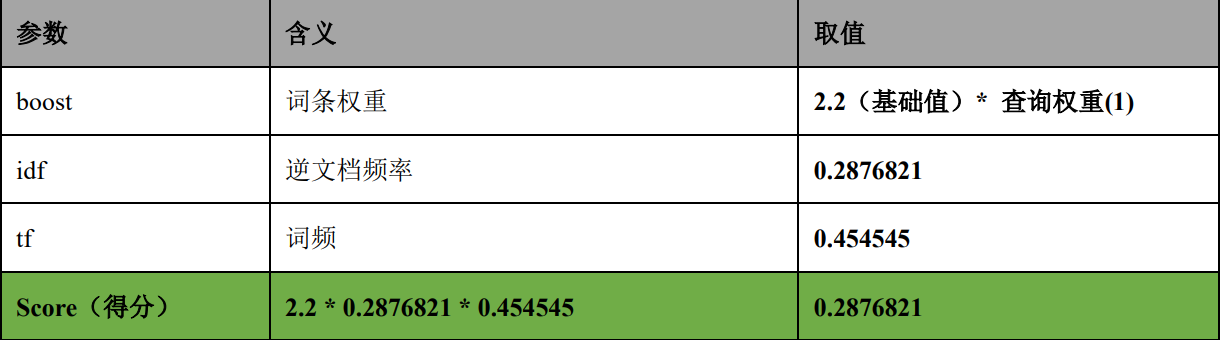 参数 含义 取值
boost 词条权重 2.2（基础值）* 查询权重(1)
idf 逆文档频率 0.2876821
tf 词频 0.454545
Score（得分） 2.2 * 0.2876821 * 0.454545 0.2876821